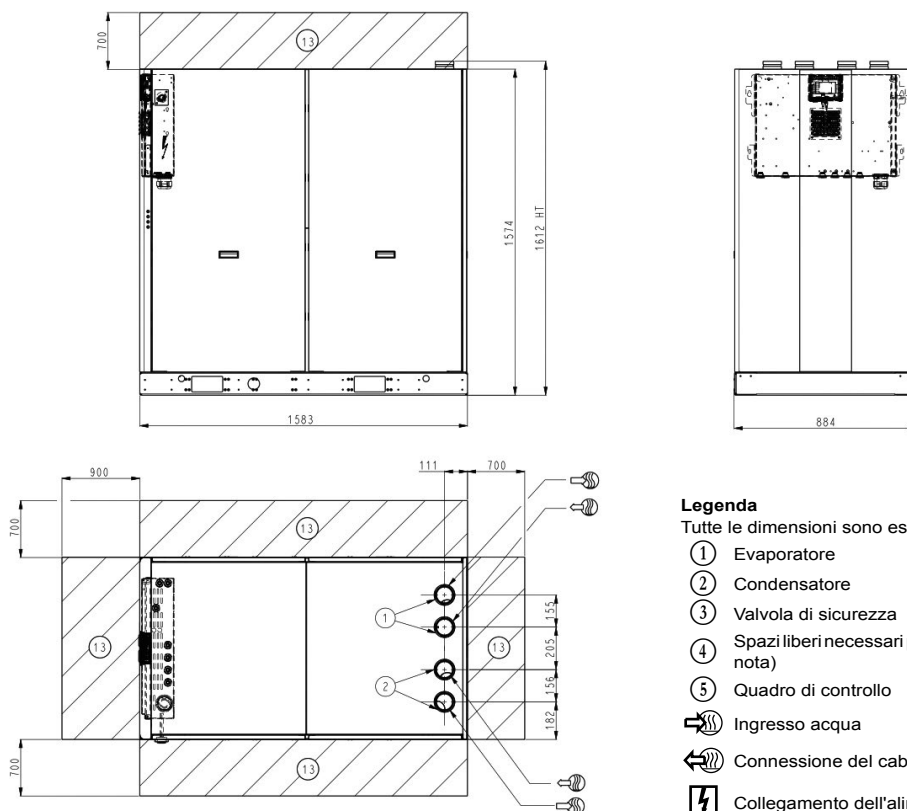 700
13
1574
1612 HT
1583
884
900
111
700
700
13
13
1
155
205
2
156
182
13
700
13
Legenda
Tutte le dimensioni sono es
1 Evaporatore
2 Condensatore
3 Valvola di sicurezza
4 Spazi liberi necessari
nota)
5 Quadro di controllo
Ingresso acqua
Connessione del cab
Collegamento dell'ali